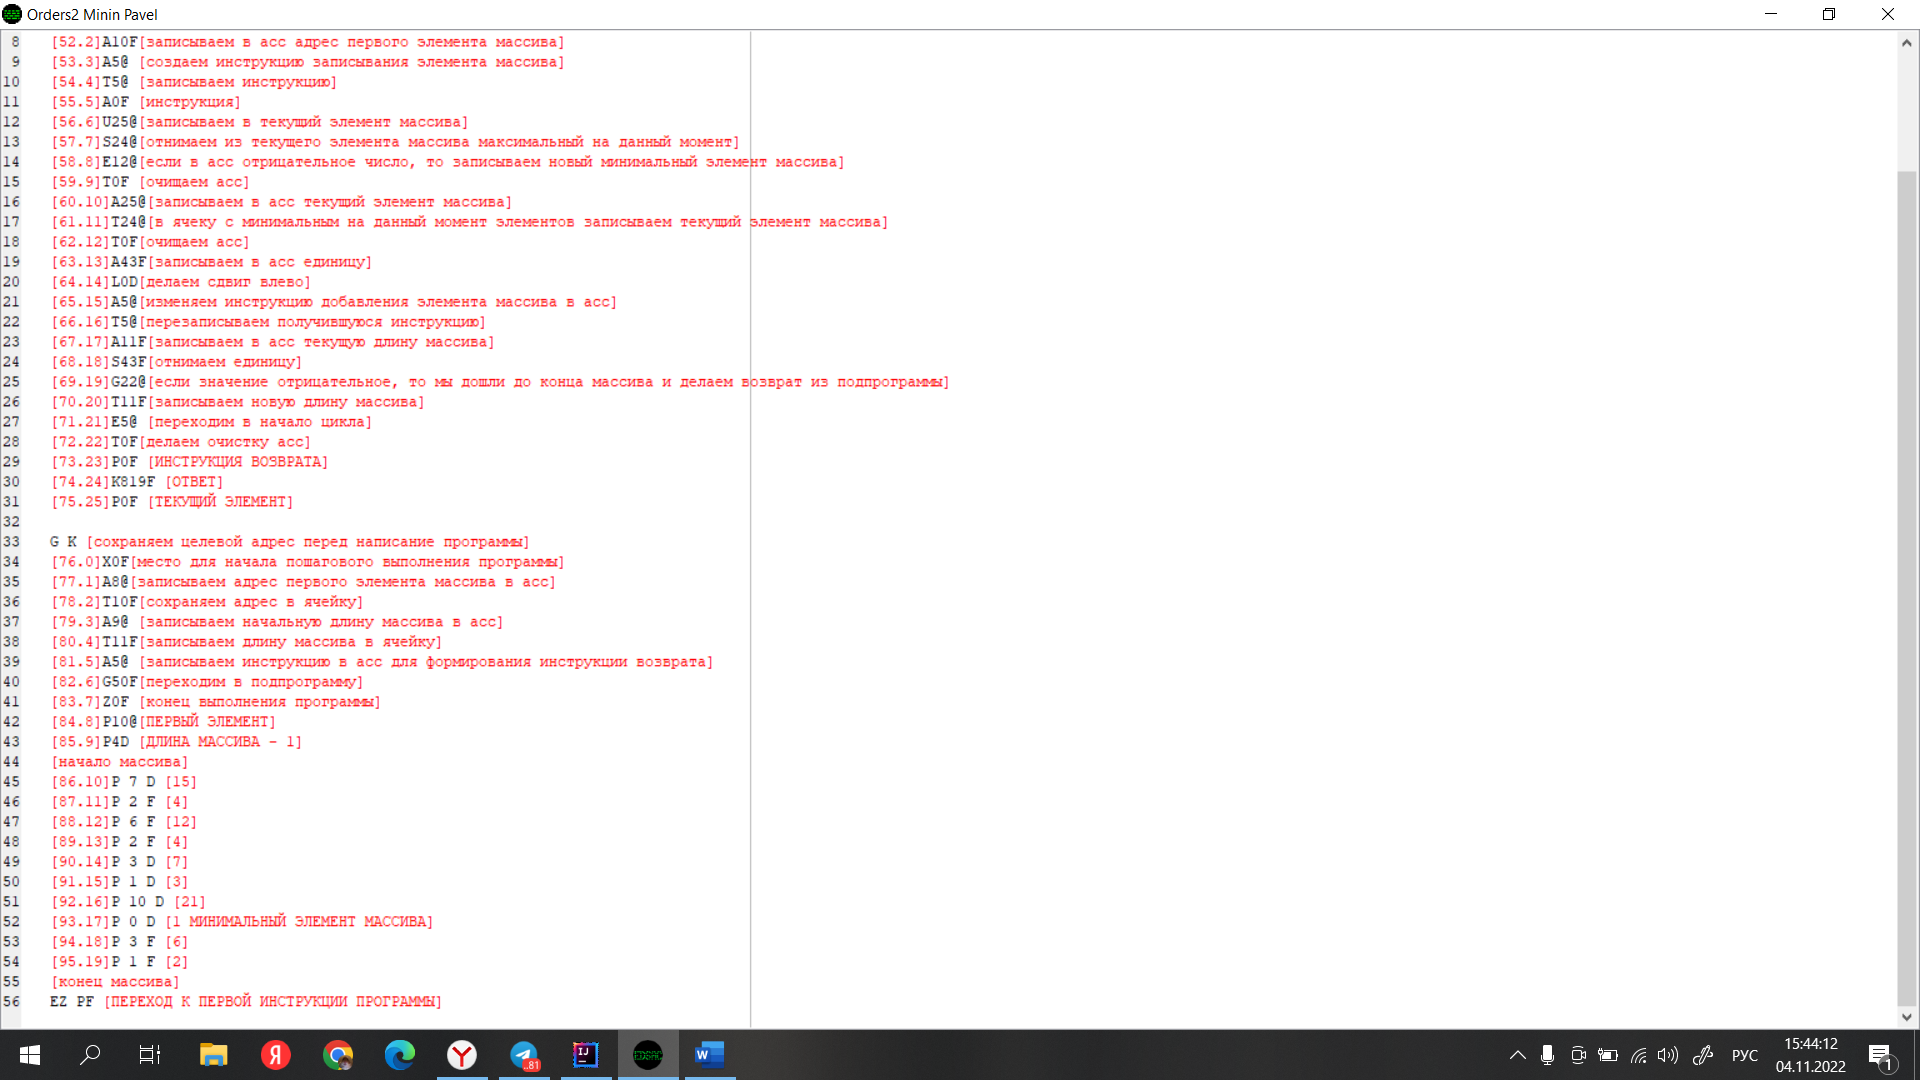 Orders2 Minin Pavel
8 [52.2]A10F[записываем в асс адрес первого элемента массива]
9 [53.3]A5@ [создаем инструкцию записывания элемента массива]
10 [54.4]T5@ [записываем инструкцию]
11 [55.5]A0F [инструкция]
12 [56.6]U25@[записываем в текущий элемент массива]
13 [57.7]S24@[отнимаем из текущего элемента массива максимальный на данный момент]
14 [58.8]E12@[если в асс отрицательное число, то записываем новый минимальный элемент массива]
15 [59.9]T0F [очищаем асс]
16 [60.10]A25@[записываем в асс текущий элемент массива]
17 [61.11]T24@[в ячеку с минимальным на данный момент элементов записываем текущий элемент массива]
18 [62.12]T0F[очищаем асс]
19 [63.13]A43F[записываем в асс единицу]
20 [64.14]L0D[делаем сдвиг влево]
21 [65.15]A5@[изменяем инструкцию добавления элемента массива в асс]
22 [66.16]T5@[перезаписываем получившуюся инструкцию]
23 [67.17]A11F[записываем в асс текущую длину массива]
24 [68.18]S43F[отнимаем единицу]
25 [69.19]G22@[если значение отрицательное, то мы дошли до конца массива и делаем возврат из подпрограммы]
26 [70.20]T11F[записываем новую длину массива]
27 [71.21]E5@ [переходим в начало цикла]
28 [72.22]T0F[делаем очистку асс]
29 [73.23]P0F [ИНСТРУКЦИЯ ВОЗВРАТА]
30 [74.24]K819F [ОТВЕТ]
31 [75.25]P0F [ТЕКУЩИЙ ЭЛЕМЕНТ]
32
33 G K [сохраняем целевой адрес перед написание программы]
34 [76.0]X0F[место для начала пошагового выполнения программы]
35 [77.1]A8@[записываем адрес первого элемента массива в асс]
36 [78.2]T10F[сохраняем адрес в ячейку]
37 [79.3]A9@ [записываем начальную длину массива в асс]
38 [80.4]T11F[записываем длину массива в ячейку]
39 [81.5]A5@ [записываем инструкцию в асс для формирования инструкции возврата]
40 [82.6]G50F[переходим в подпрограмму]
41 [83.7]Z0F [конец выполнения программы]
42 [84.8]P10@[ПЕРВЫЙ ЭЛЕМЕНТ]
43 [85.9]P4D [ДЛИНА МАССИВА - 1]
44 [начало массива]
45 [86.10]P 7 D [15]
46 [87.11]P 2 F [4]
47 [88.12]P 6 F [12]
48 [89.13]P 2 F [4]
49 [90.14]P 3 D [7]
50 [91.15]P 1 D [3]
51 [92.16]P 10 D [21]
52 [93.17]P 0 D [1 МИНИМАЛЬНЫЙ ЭЛЕМЕНТ МАССИВА]
53 [94.18]P 3 F [6]
54 [95.19]P 1 F [2]
55 [конец массива]
56 EZ PF [ПЕРЕХОД К ПЕРВОЙ ИНСТРУКЦИИ ПРОГРАММЫ]
РУС
15:44:12
04.11.2022